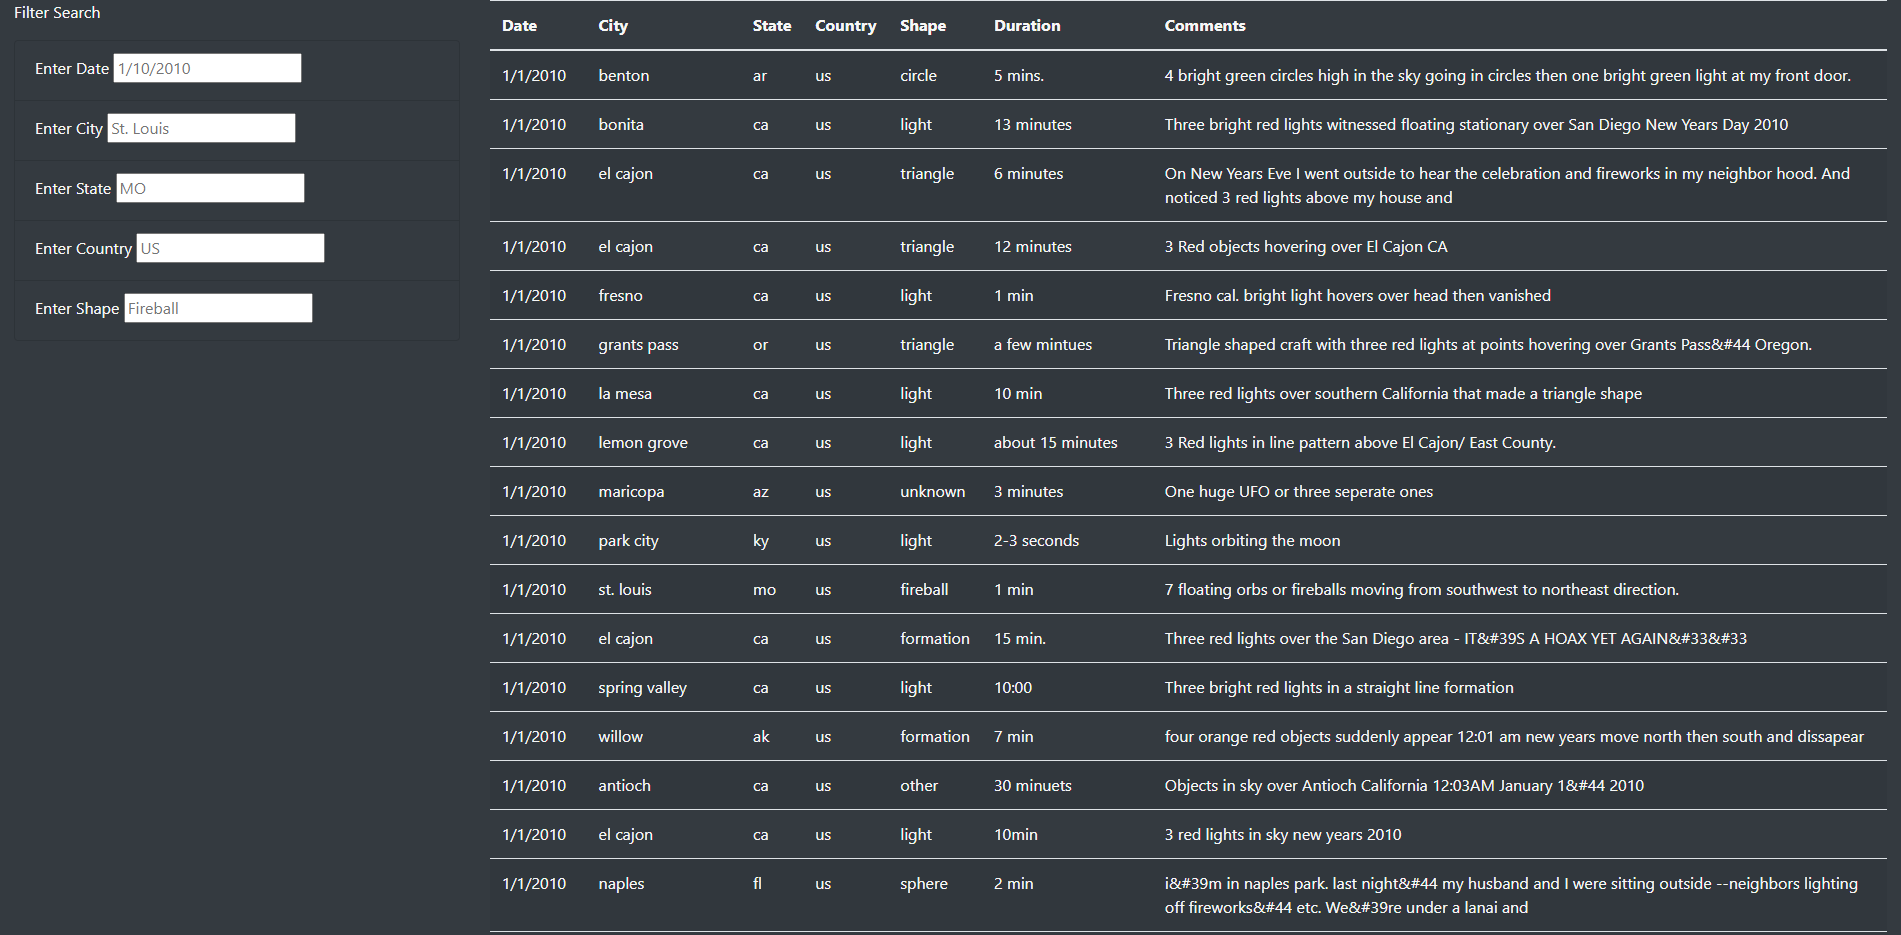 Filter Search
Enter Date 1/10/2010
Enter City St. Louis
Enter State MO
Enter Country US
Enter Shape Fireball
Date City State Country Shape Duration Comments
1/1/2010 benton ar us circle 5 mins. 4 bright green circles high in the sky going in circles then one bright green light at my front door.
1/1/2010 bonita ca us light 13 minutes Three bright red lights witnessed floating stationary over San Diego New Years Day 2010
1/1/2010 el cajon ca us triangle 6 minutes On New Years Eve I went outside to hear the celebration and fireworks in my neighbor hood. And
noticed 3 red lights above my house and
1/1/2010 el cajon ca us triangle 12 minutes 3 Red objects hovering over El Cajon CA
1/1/2010 fresno ca us light 1 min Fresno cal. bright light hovers over head then vanished
1/1/2010 grants pass or us triangle a few mintues Triangle shaped craft with three red lights at points hovering over Grants Pass&#44 Oregon.
1/1/2010 la mesa ca us light 10 min Three red lights over southern California that made a triangle shape
1/1/2010 lemon grove ca us light about 15 minutes 3 Red lights in line pattern above El Cajon/ East County.
1/1/2010 maricopa az us unknown 3 minutes One huge UFO or three seperate ones
1/1/2010 park city ky us light 2-3 seconds Lights orbiting the moon
1/1/2010 st. louis mo us fireball 1 min 7 floating orbs or fireballs moving from southwest to northeast direction.
1/1/2010 el cajon ca us formation 15 min. Three red lights over the San Diego area - IT&#39S A HOAX YET AGAIN&#33&#33
1/1/2010 spring valley ca us light 10:00 Three bright red lights in a straight line formation
1/1/2010 willow ak us formation 7 min four orange red objects suddenly appear 12:01 am new years move north then south and dissapear
1/1/2010 antioch ca us other 30 minuets Objects in sky over Antioch California 12:03AM January 1&#44 2010
1/1/2010 el cajon ca us light 10min 3 red lights in sky new years 2010
1/1/2010 naples fl us sphere 2 min i&#39m in naples park. last night&#44 my husband and I were sitting outside --neighbors lighting
off fireworks&#44 etc. We&#39re under a lanai and